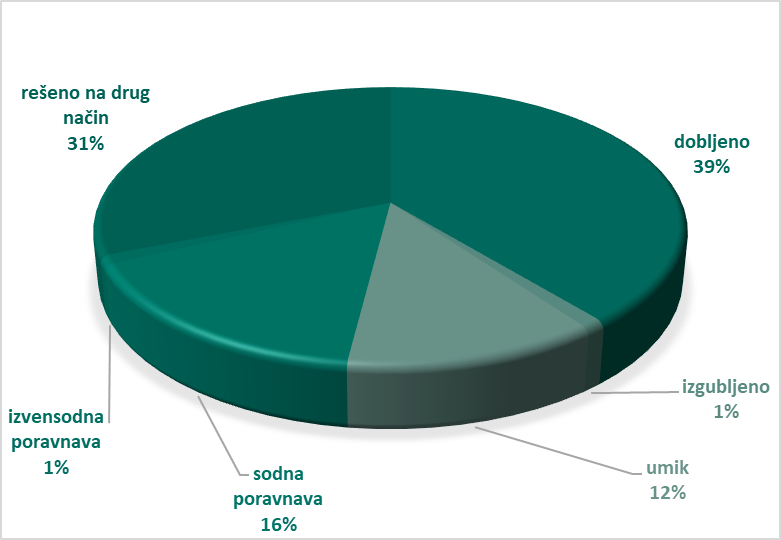 rešeno na drug
način
31%
dobljeno
39%
izgubljeno
1%
umik
12%
sodna
poravnava
16%
izvensodna
poravnava
1%